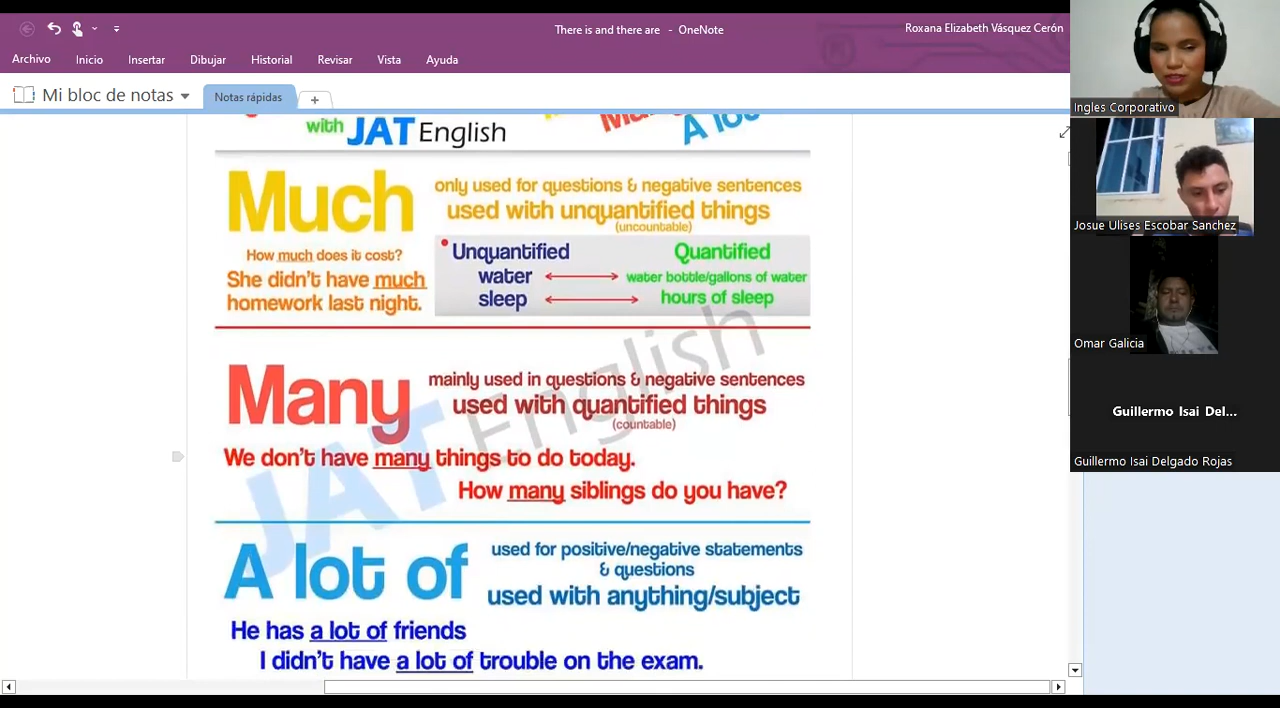 There is and there are - OneNote
Roxana Elizabeth Vásquez Cerón
Archivo Inicio Insertar Dibujar Historial Revisar Vista Ayuda
Mi bloc de notas
Notas rápidas
+
with JAT English
A lot
Much
only used for questions & negative sentences
used with unquantified things
(uncountable)
How much does it cost?
She didn't have much
homework last night.
Unquantified Quantified
water water bottle/gallons of water
sleep hours of sleep
Many
mainly used in questions & negative sentences
used with quantified things
(countable)
We don't have many things to do today.
How many siblings do you have?
JAT English
A lot of
used for positive/negative statements
& questions
used with anything/subject
He has a lot of friends
I didn't have a lot of trouble on the exam.
Ingles Corporativo
Josue Ulises Escobar Sanchez
Omar Galicia
Guillermo Isai Del...
Guillermo Isai Delgado Rojas